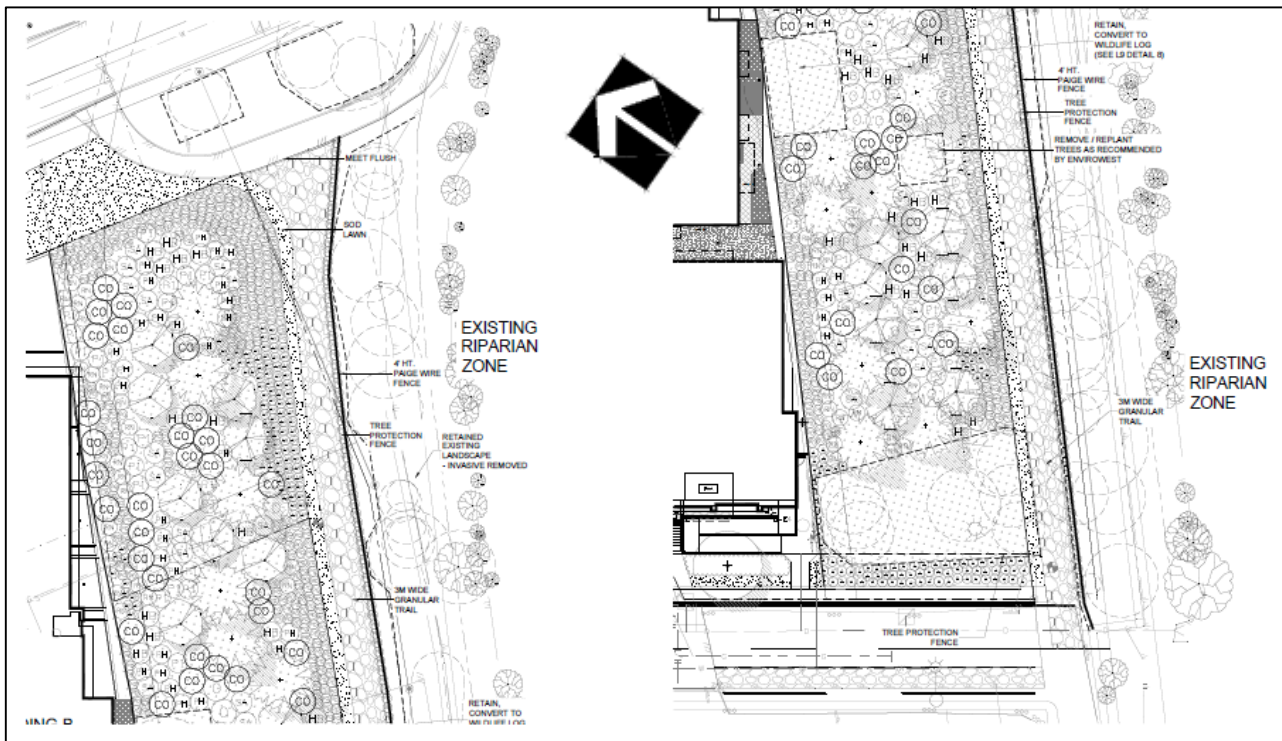 MEET FLUSH
SOD
LAWN
EXISTING
RIPARIAN
ZONE
4' HT.
PAIGE WIRE
FENCE
TREE
PROTECTION
FENCE
RETAINED
EXISTING
LANDSCAPE
- INVASIVE REMOVED
3M WIDE
GRANULAR
TRAIL
RETAIN,
CONVERT TO
WILDLIFE LOG
RETAIN,
CONVERT TO
WILDLIFE LOG
(SEE L9 DETAIL 8)
4' HT.
PAIGE WIRE
FENCE
TREE
PROTECTION
FENCE
REMOVE / REPLANT
TREES AS RECOMMENDED
BY ENVIROWEST
EXISTING
RIPARIAN
ZONE
3M WIDE
GRANULAR
TRAIL
TREE PROTECTION
FENCE